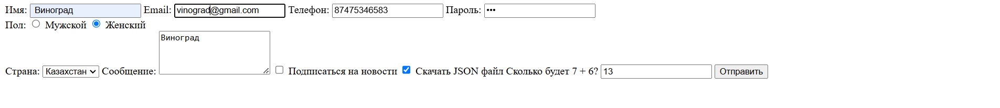 Имя: Виноград Email: vinograd@gmail.com Телефон: 87475346583 Пароль: •••
Пол: Мужской Женский
Виноград
Страна: Казахстан Сообщение: Подписаться на новости Скачать JSON файл Сколько будет 7 + 6? 13 Отправить